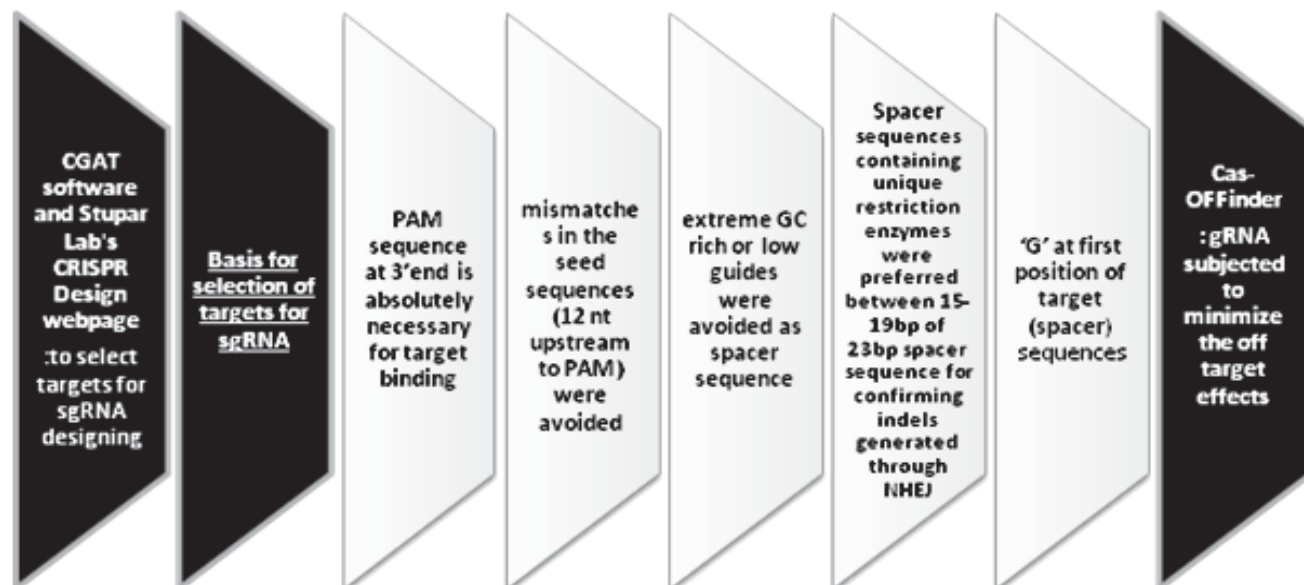 CGAT
software
and Stupar
Lab's
CRISPR
Design
webpage
:to select
targets for
sgRNA
designing
Basis for
selection of
targets for
sgRNA
PAM
sequence
at 3'end is
absolutely
necessary
for target
binding
mismatche
s in the
seed
sequences
(12 nt
upstream
to PAM)
were
avoided
extreme GC
rich or low
guides
were
avoided as
spacer
sequence
Spacer
sequences
containing
unique
restriction
enzymes
were
preferred
between 15-
19bp of
23bp spacer
sequence for
confirming
indels
generated
through
NHEJ
'G' at first
position of
target
(spacer)
sequences
Cas-
OFFinder
:gRNA
subjected
to
minimize
the off
target
effects